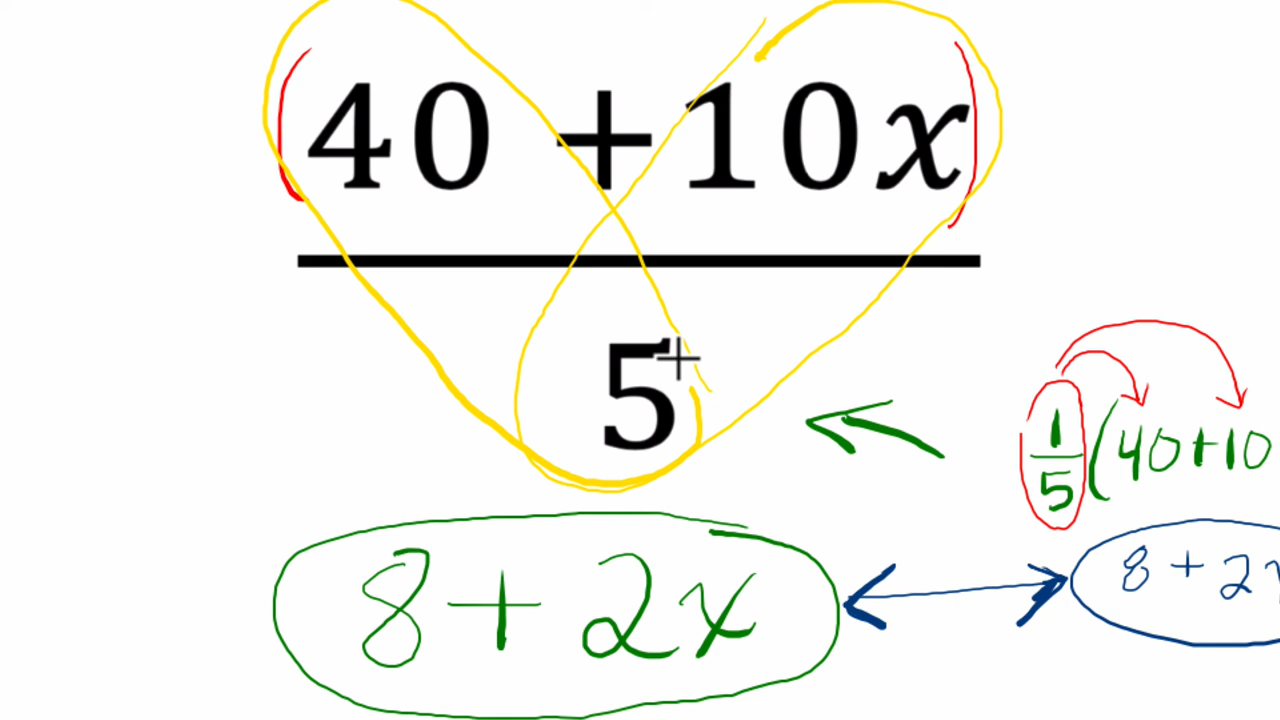 (40 + 10x)
5
1/5 (40+10
8 + 2x
8 + 2